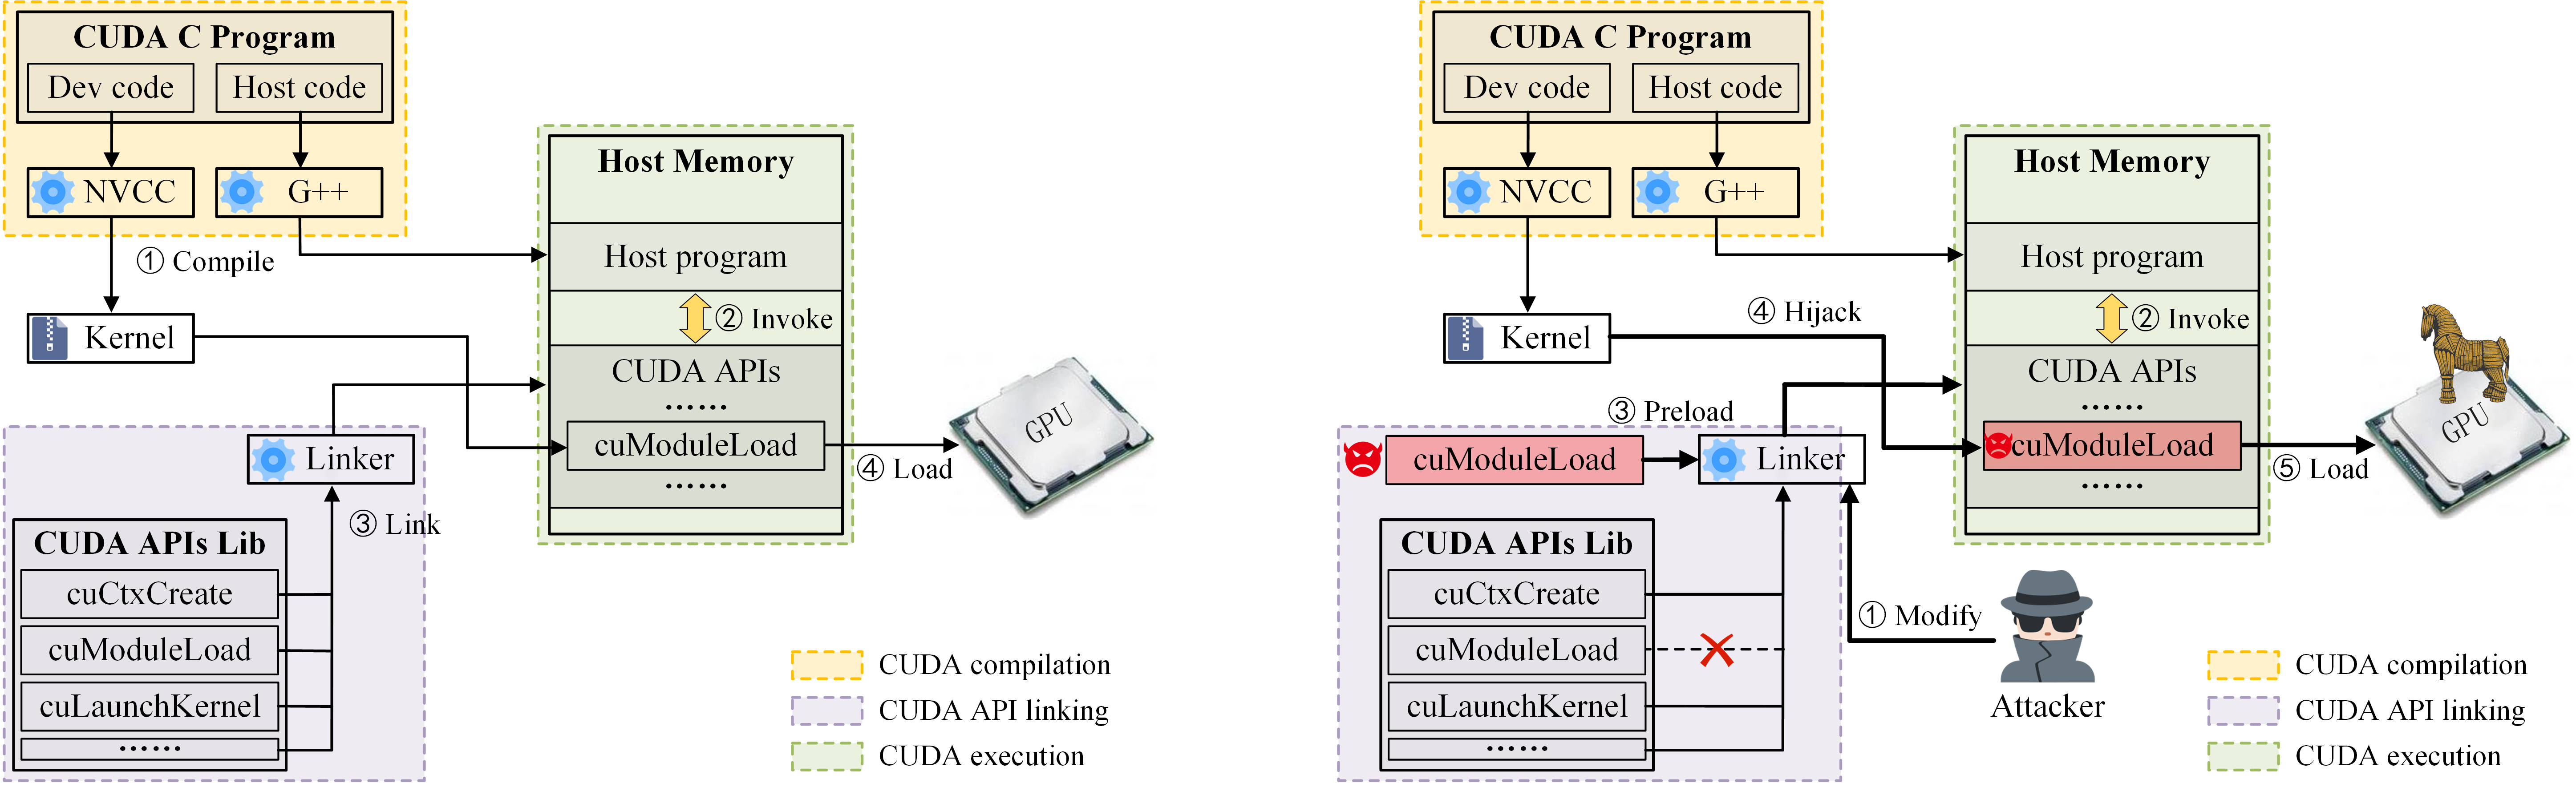 CUDA C Program
Dev code
Host code
NVCC
G++
① Compile
Kernel
Host Memory
Host program
② Invoke
CUDA APIs
......
cuModuleLoad
......
④ Load
GPU
Linker
③ Link
CUDA APIs Lib
cuCtxCreate
cuModuleLoad
cuLaunchKernel
......
CUDA compilation
CUDA API linking
CUDA execution
CUDA C Program
Dev code
Host code
NVCC
G++
Kernel
④ Hijack
Host Memory
Host program
② Invoke
CUDA APIs
......
cuModuleLoad
......
⑤ Load
GPU
③ Preload
cuModuleLoad
Linker
CUDA APIs Lib
cuCtxCreate
cuModuleLoad
cuLaunchKernel
......
① Modify
Attacker
CUDA compilation
CUDA API linking
CUDA execution